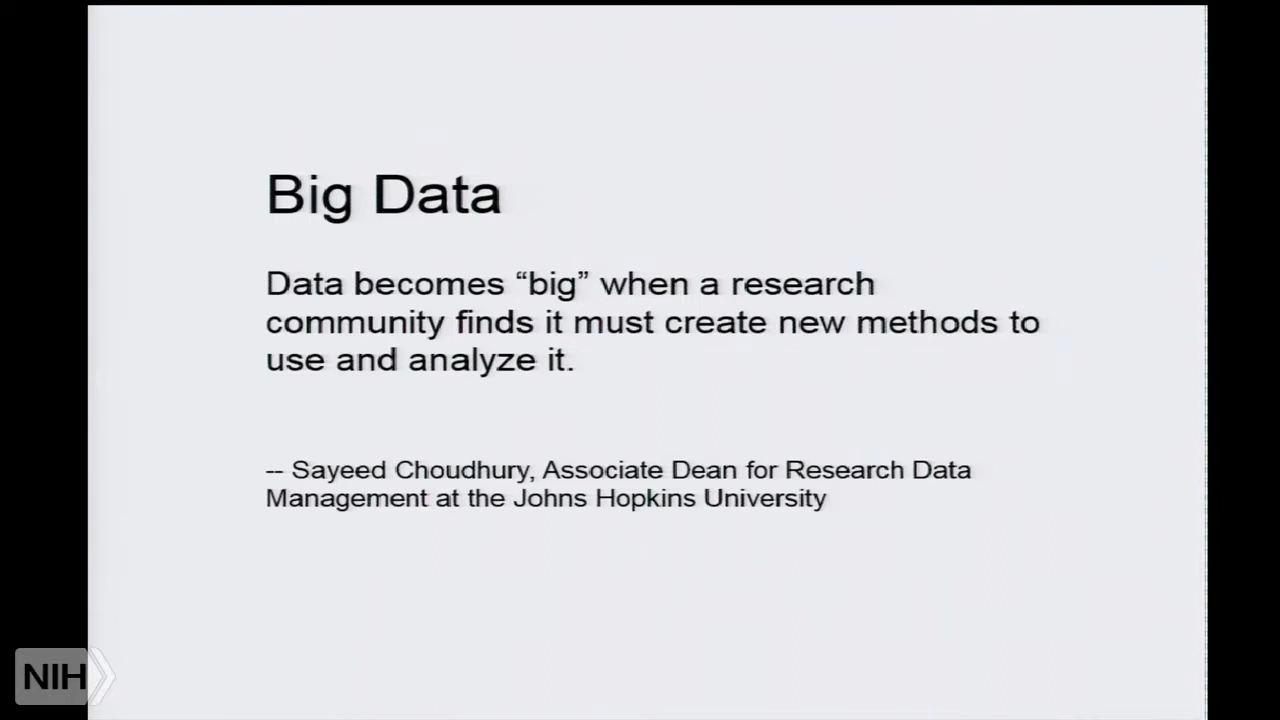 Big Data
Data becomes “big” when a research
community finds it must create new methods to
use and analyze it.
-- Sayeed Choudhury, Associate Dean for Research Data
Management at the Johns Hopkins University
NIH